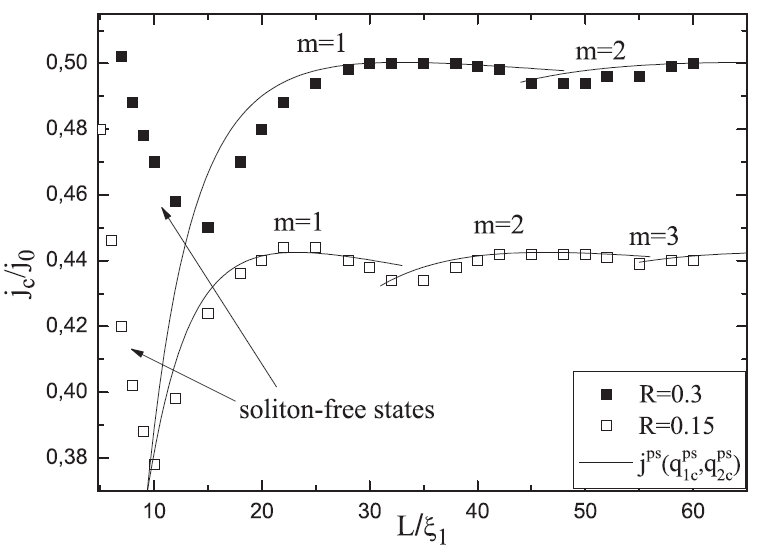 m=1
m=2
0,50
0,48
0,46
0,44
0,42
0,40
0,38
m=1
m=2
m=3
j_c/j_0
soliton-free states
R=0.3
R=0.15
j^ps(q^ps_1c,q^ps_2c)
10 20 30 40 50 60
L/ξ_1